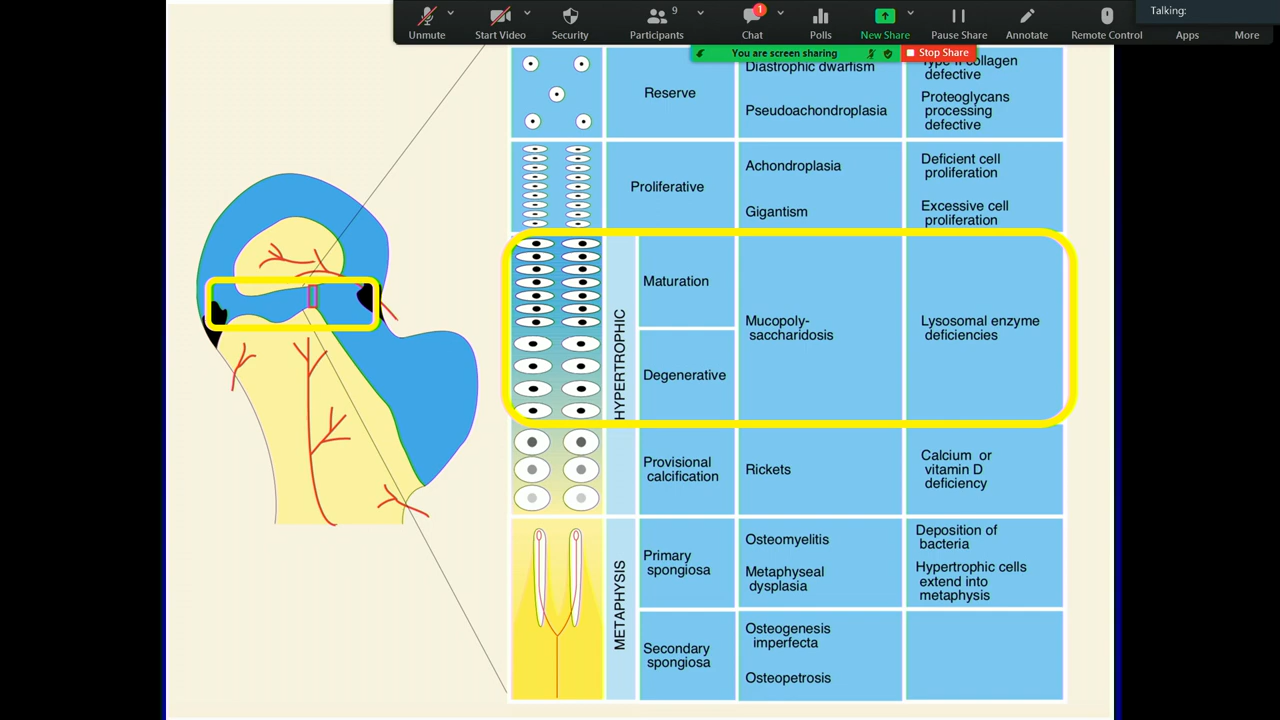 Talking:
9
1
Unmute
Start Video
Security
Participants
Chat
Polls
New Share
Pause Share
Annotate
Remote Control
Apps
More
You are screen sharing
Stop Share
Reserve
Diastrophic dwarfism
Pseudoachondroplasia
Type II collagen
defective
Proteoglycans
processing
defective
Proliferative
Achondroplasia
Gigantism
Deficient cell
proliferation
Excessive cell
proliferation
HYPERTROPHIC
Maturation
Degenerative
Mucopoly-
saccharidosis
Lysosomal enzyme
deficiencies
Provisional
calcification
Rickets
Calcium or
vitamin D
deficiency
METAPHYSIS
Primary
spongiosa
Osteomyelitis
Metaphyseal
dysplasia
Deposition of
bacteria
Hypertrophic cells
extend into
metaphysis
Secondary
spongiosa
Osteogenesis
imperfecta
Osteopetrosis